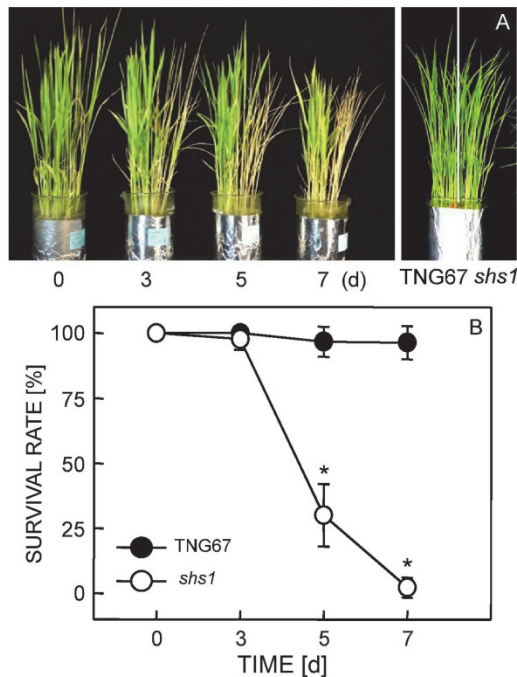 A
0 3 5 7 (d)
TNG67 shs1
B
SURVIVAL RATE [%]
100
75
50
25
0
TNG67
shs1
*
*
0 3 5 7
TIME [d]